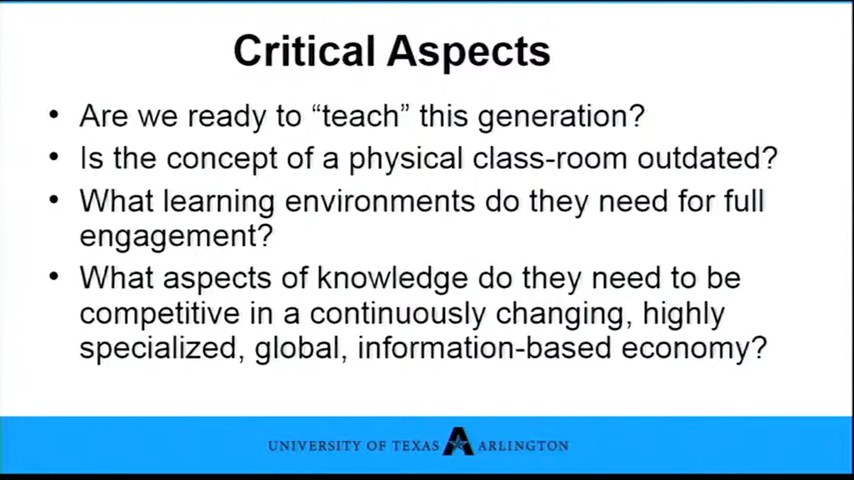 Critical Aspects
• Are we ready to “teach” this generation?
• Is the concept of a physical class-room outdated?
• What learning environments do they need for full
engagement?
• What aspects of knowledge do they need to be
competitive in a continuously changing, highly
specialized, global, information-based economy?
UNIVERSITY OF TEXAS A ARLINGTON